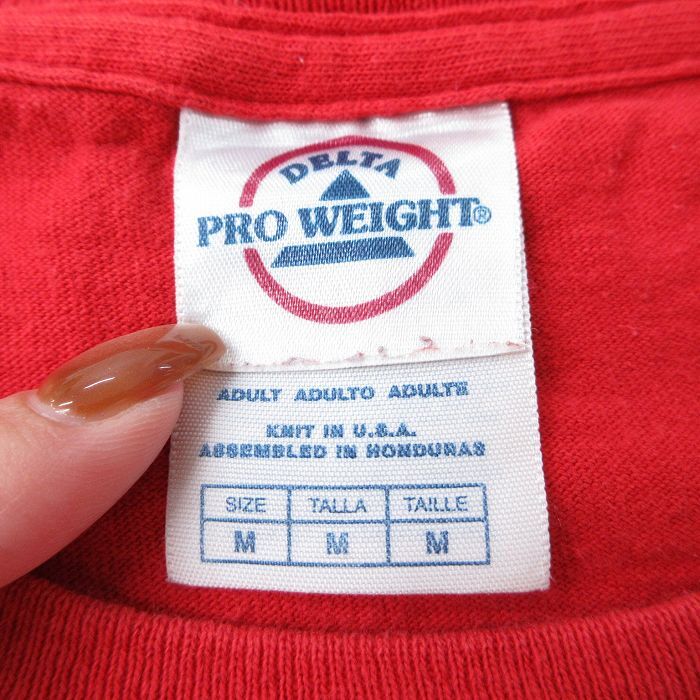 DELTA
PRO WEIGHT®
ADULT ADULTO ADULTE
KNIT IN U.S.A.
ASSEMBLED IN HONDURAS
SIZE TALLA TAILLE
M M M